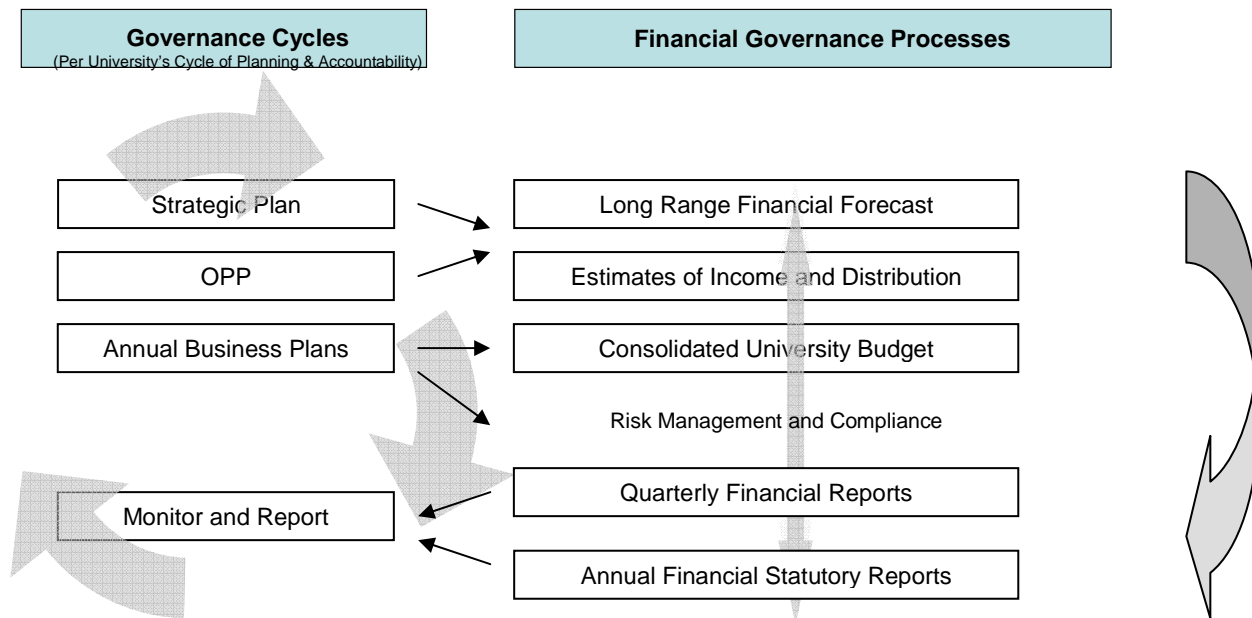 Governance Cycles
(Per University's Cycle of Planning & Accountability)
Financial Governance Processes
Strategic Plan
Long Range Financial Forecast
OPP
Estimates of Income and Distribution
Annual Business Plans
Consolidated University Budget
Risk Management and Compliance
Quarterly Financial Reports
Monitor and Report
Annual Financial Statutory Reports